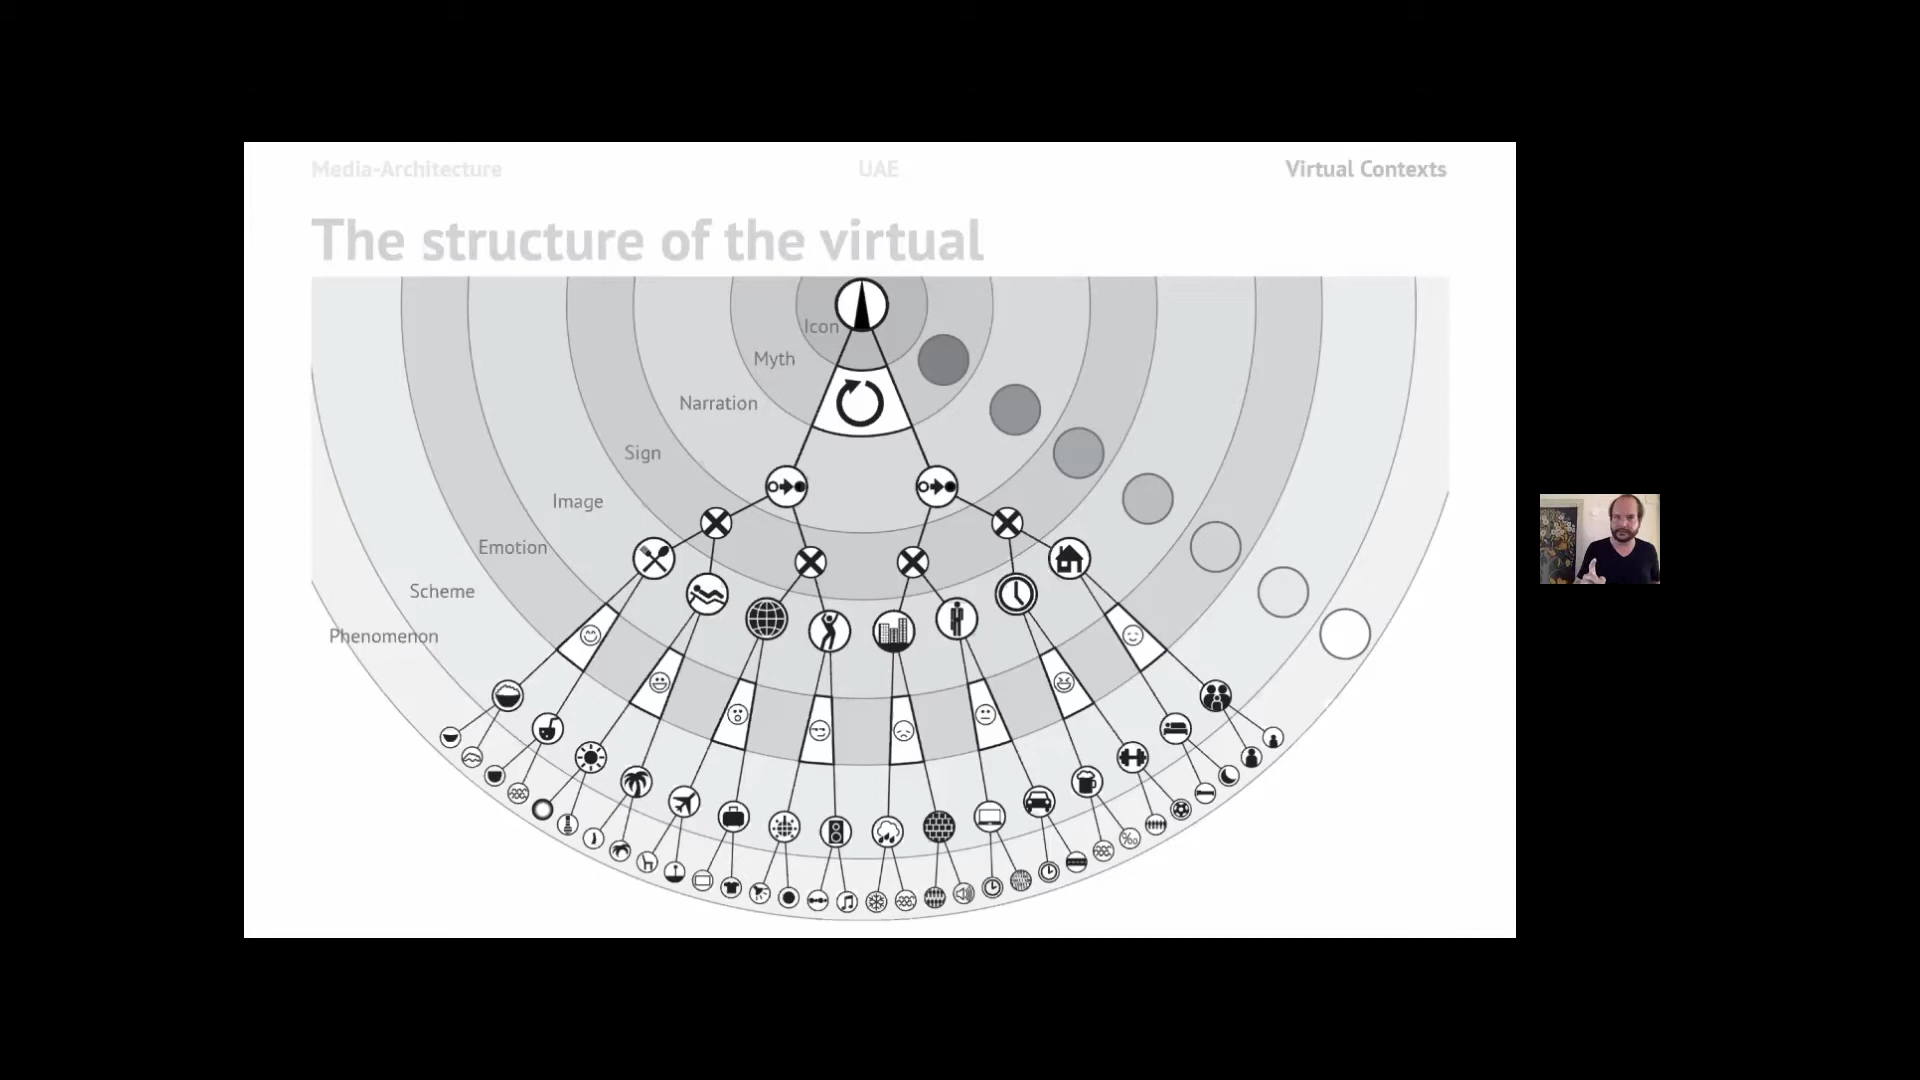 Media-Architecture
UAE
Virtual Contexts
The structure of the virtual
Icon
Myth
Narration
Sign
Image
Emotion
Scheme
Phenomenon
‰